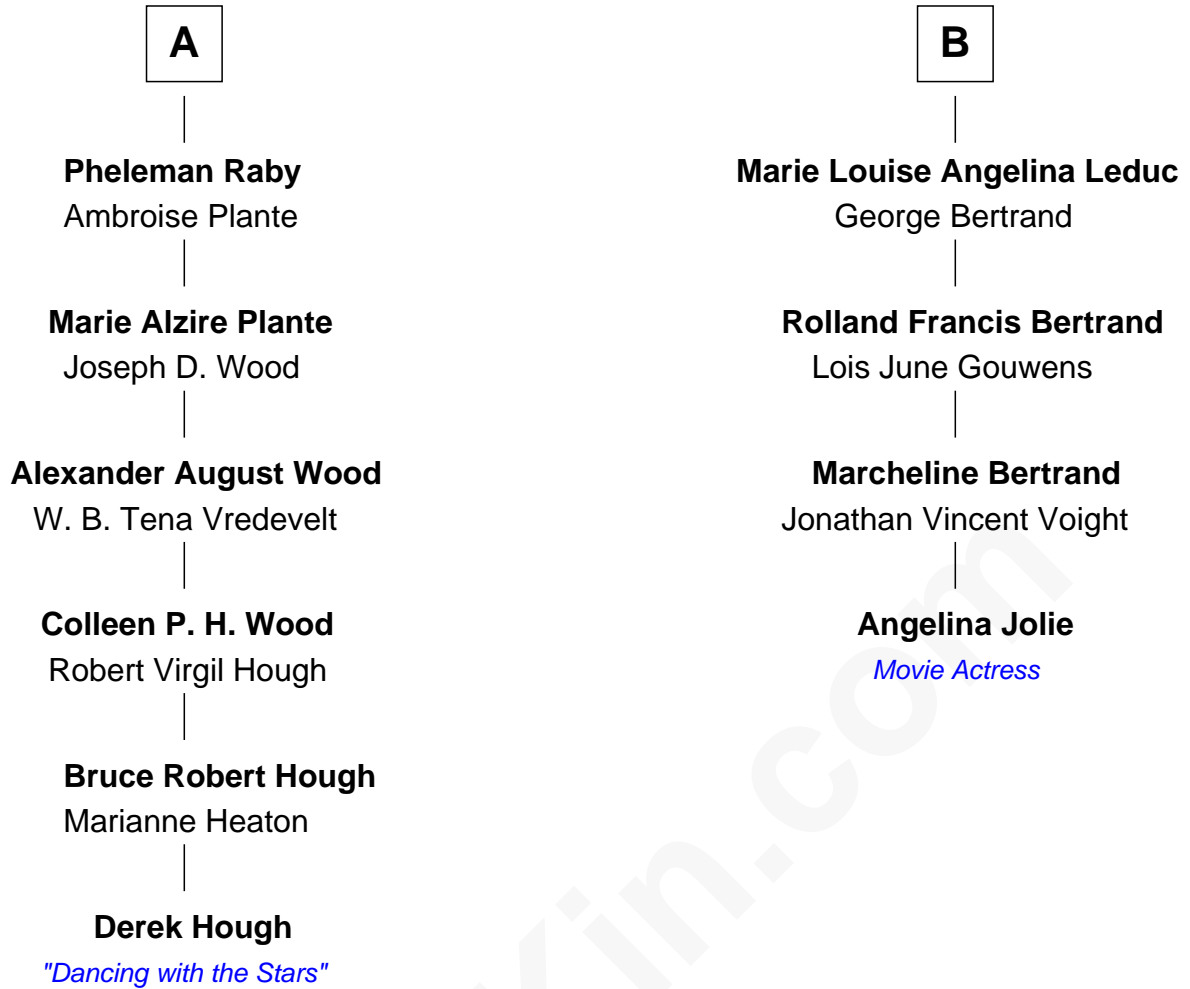 A
Pheleman Raby
Ambroise Plante
Marie Alzire Plante
Joseph D. Wood
Alexander August Wood
W. B. Tena Vredevelt
Colleen P. H. Wood
Robert Virgil Hough
Bruce Robert Hough
Marianne Heaton
Derek Hough
"Dancing with the Stars"
B
Marie Louise Angelina Leduc
George Bertrand
Rolland Francis Bertrand
Lois June Gouwens
Marcheline Bertrand
Jonathan Vincent Voight
Angelina Jolie
Movie Actress
Kin.com